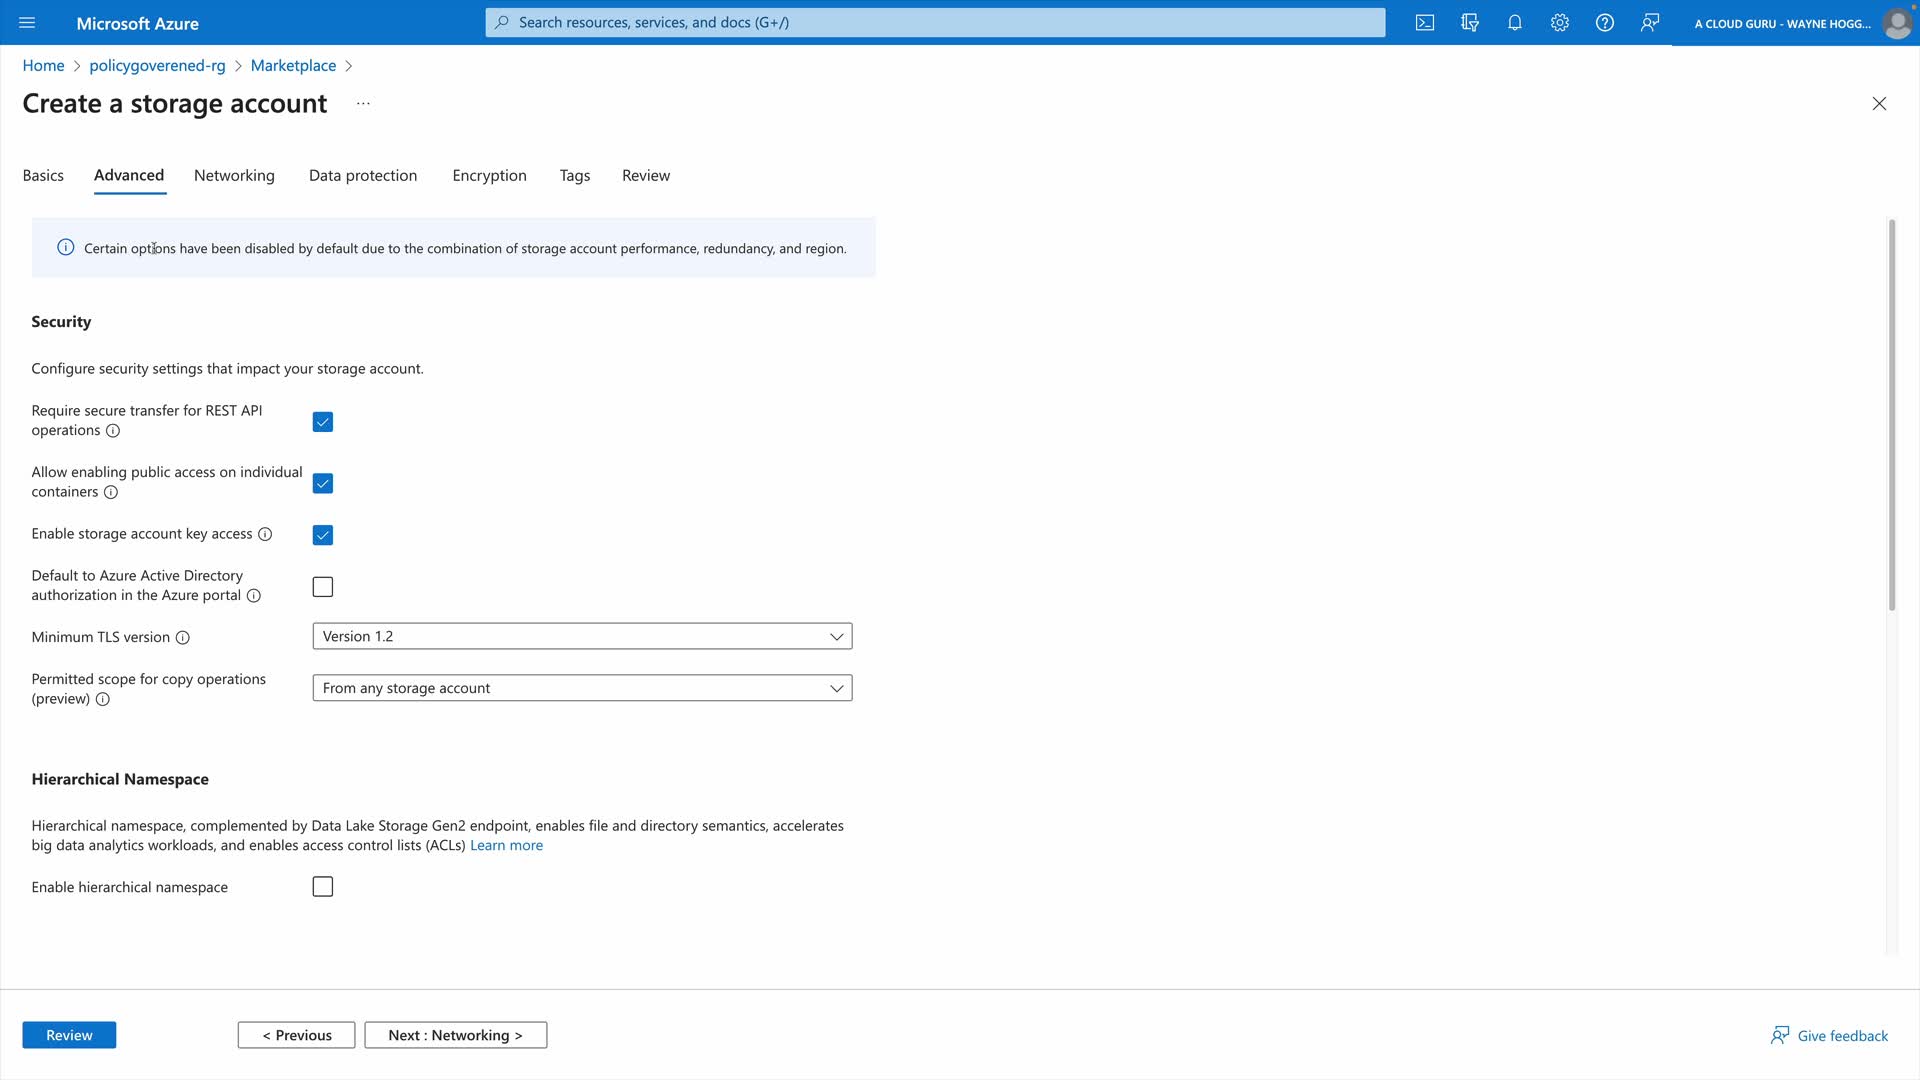 Microsoft Azure
Search resources, services, and docs (G+/)
A CLOUD GURU - WAYNE HOGG...
Home > policygoverened-rg > Marketplace >
Create a storage account ...
Basics Advanced Networking Data protection Encryption Tags Review
Certain options have been disabled by default due to the combination of storage account performance, redundancy, and region.
Security
Configure security settings that impact your storage account.
Require secure transfer for REST API
operations
Allow enabling public access on individual
containers
Enable storage account key access
Default to Azure Active Directory
authorization in the Azure portal
Minimum TLS version
Version 1.2
Permitted scope for copy operations
(preview)
From any storage account
Hierarchical Namespace
Hierarchical namespace, complemented by Data Lake Storage Gen2 endpoint, enables file and directory semantics, accelerates
big data analytics workloads, and enables access control lists (ACLs) Learn more
Enable hierarchical namespace
Review
< Previous
Next : Networking >
Give feedback